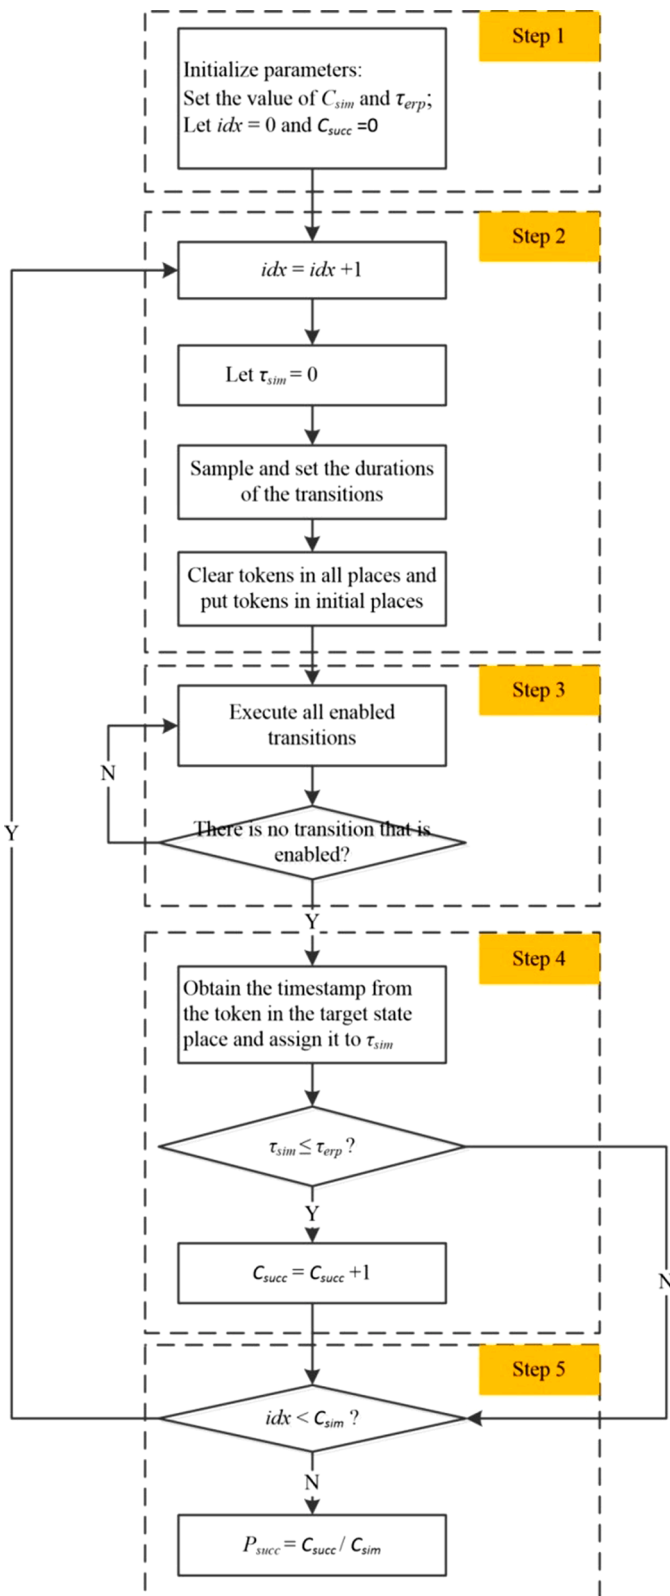 Step 1
Initialize parameters:
Set the value of C_sim and τ_erp;
Let idx = 0 and C_succ =0
Step 2
idx = idx +1
Let τ_sim = 0
Sample and set the durations
of the transitions
Clear tokens in all places and
put tokens in initial places
Step 3
Execute all enabled
transitions
N
Y
There is no transition that is
enabled?
Y
Step 4
Obtain the timestamp from
the token in the target state
place and assign it to τ_sim
τ_sim ≤ τ_erp ?
Y
C_succ = C_succ +1
N
Step 5
idx < C_sim ?
N
P_succ = C_succ / C_sim